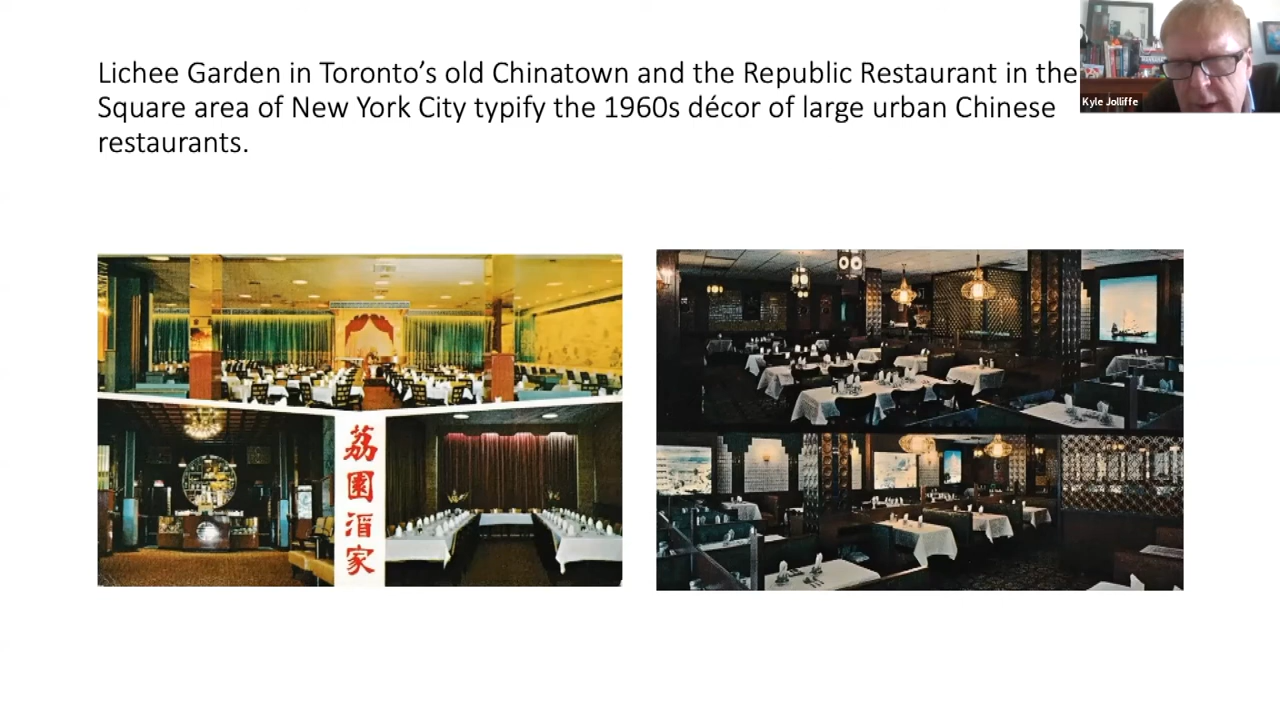 Lichee Garden in Toronto's old Chinatown and the Republic Restaurant in the
Square area of New York City typify the 1960s décor of large urban Chinese
restaurants.
Kyle Jolliffe
荔
園
酒
家